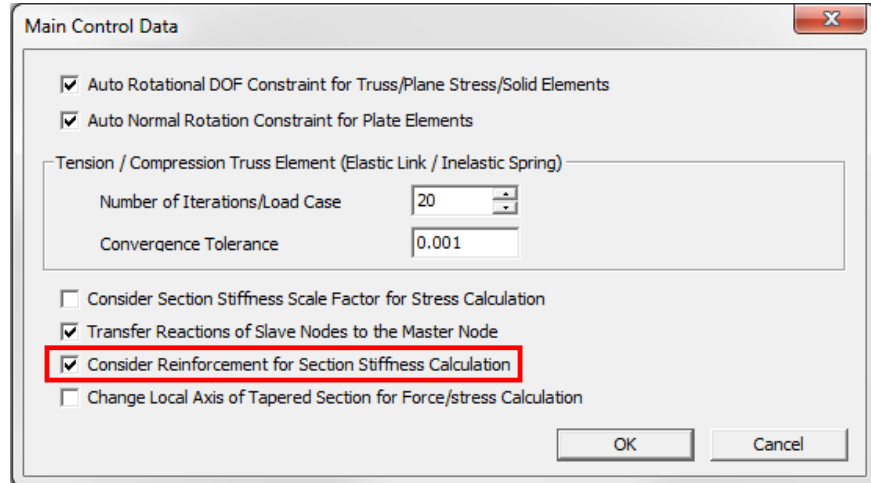 Main Control Data
Auto Rotational DOF Constraint for Truss/Plane Stress/Solid Elements
Auto Normal Rotation Constraint for Plate Elements
Tension / Compression Truss Element (Elastic Link / Inelastic Spring)
Number of Iterations/Load Case 20
Convergence Tolerance 0.001
Consider Section Stiffness Scale Factor for Stress Calculation
Transfer Reactions of Slave Nodes to the Master Node
Consider Reinforcement for Section Stiffness Calculation
Change Local Axis of Tapered Section for Force/stress Calculation
OK Cancel